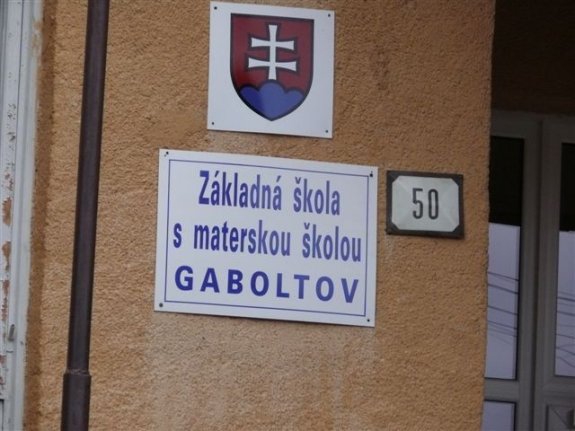 Základná škola
s materskou školou
GABOLTOV
50